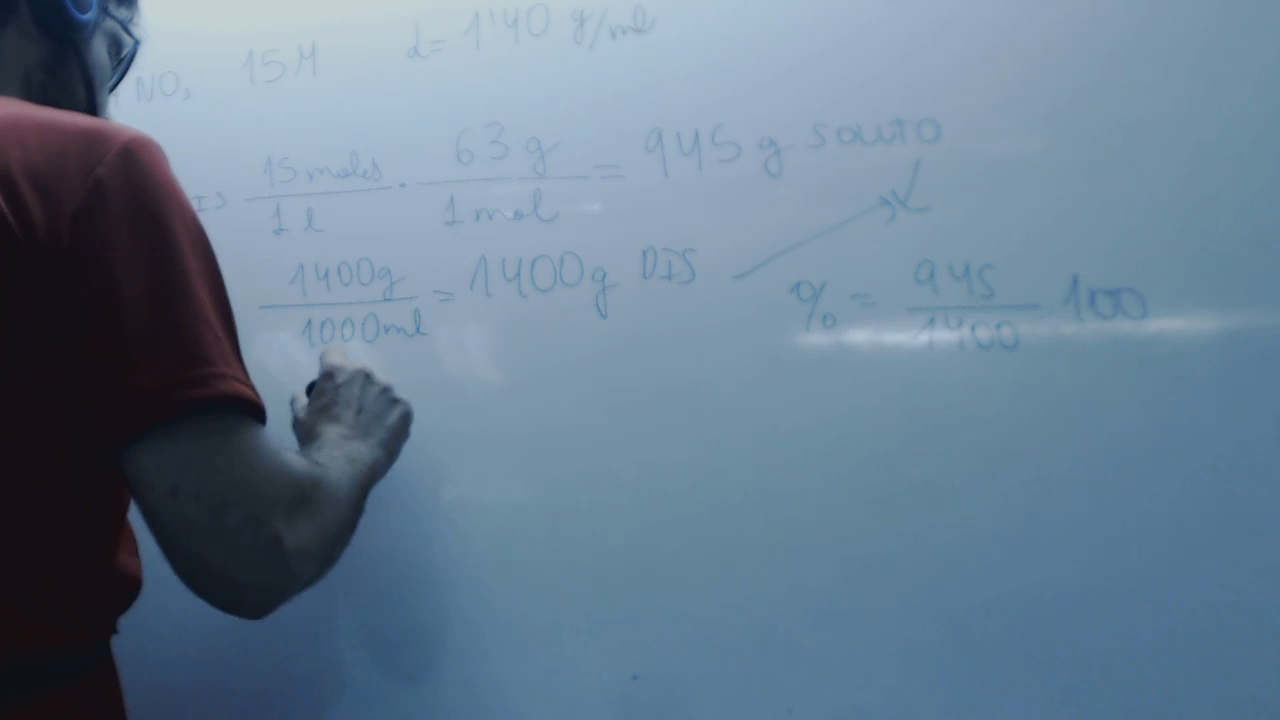 NO₃ 15M d= 1'40 g/ml
15 moles / 1 l · 63 g / 1 mol = 945 g SOLUTO
1400g / 1000ml = 1400g DIS
% = 945 / 1400 100